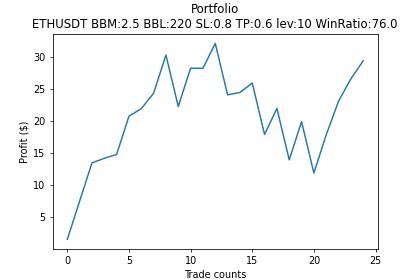 Portfolio
ETHUSDT BBM:2.5 BBL:220 SL:0.8 TP:0.6 lev:10 WinRatio:76.0
Profit ($)
30
25
20
15
10
5
0 5 10 15 20 25
Trade counts